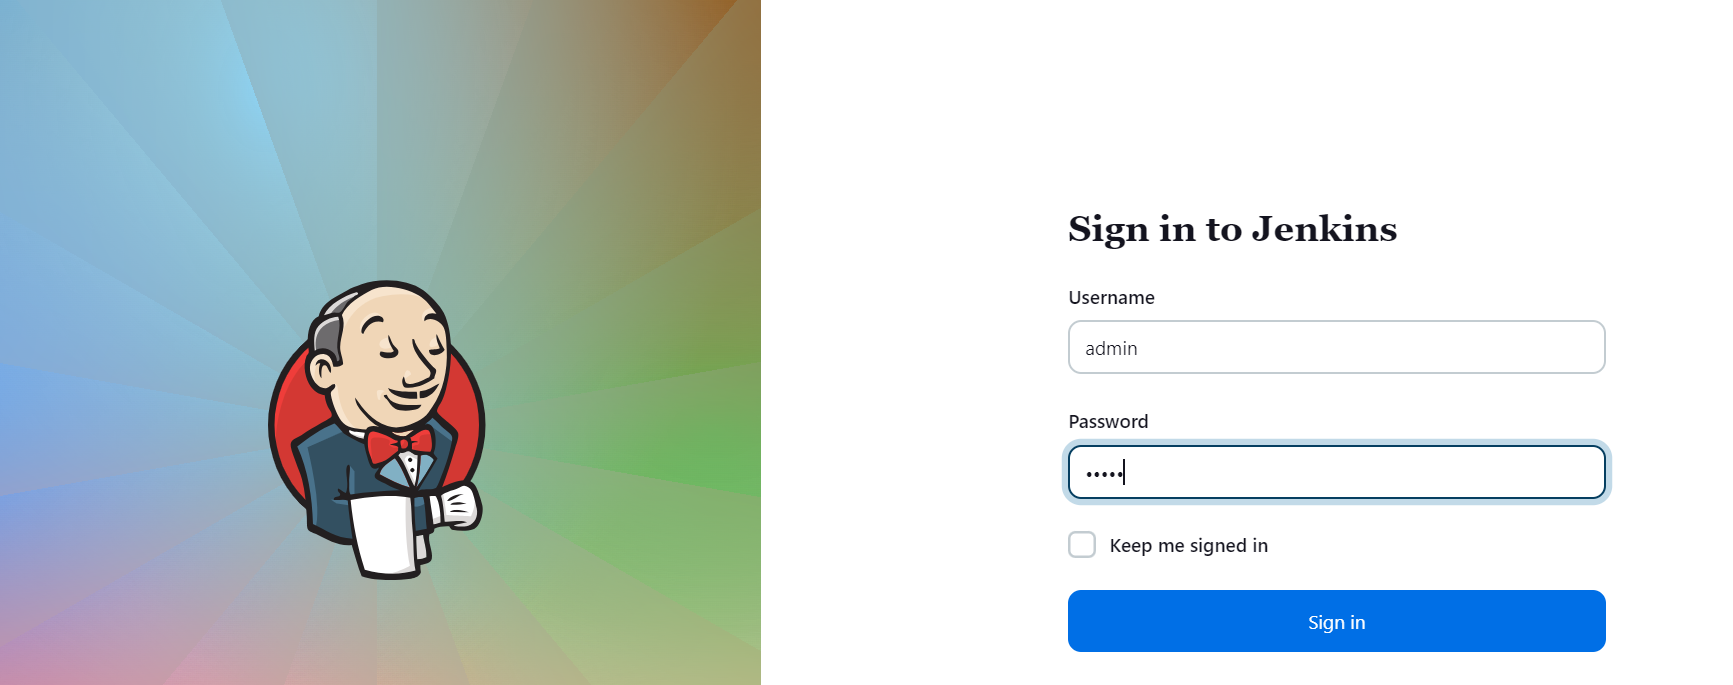 Sign in to Jenkins
Username
admin
Password
•••••
Keep me signed in
Sign in